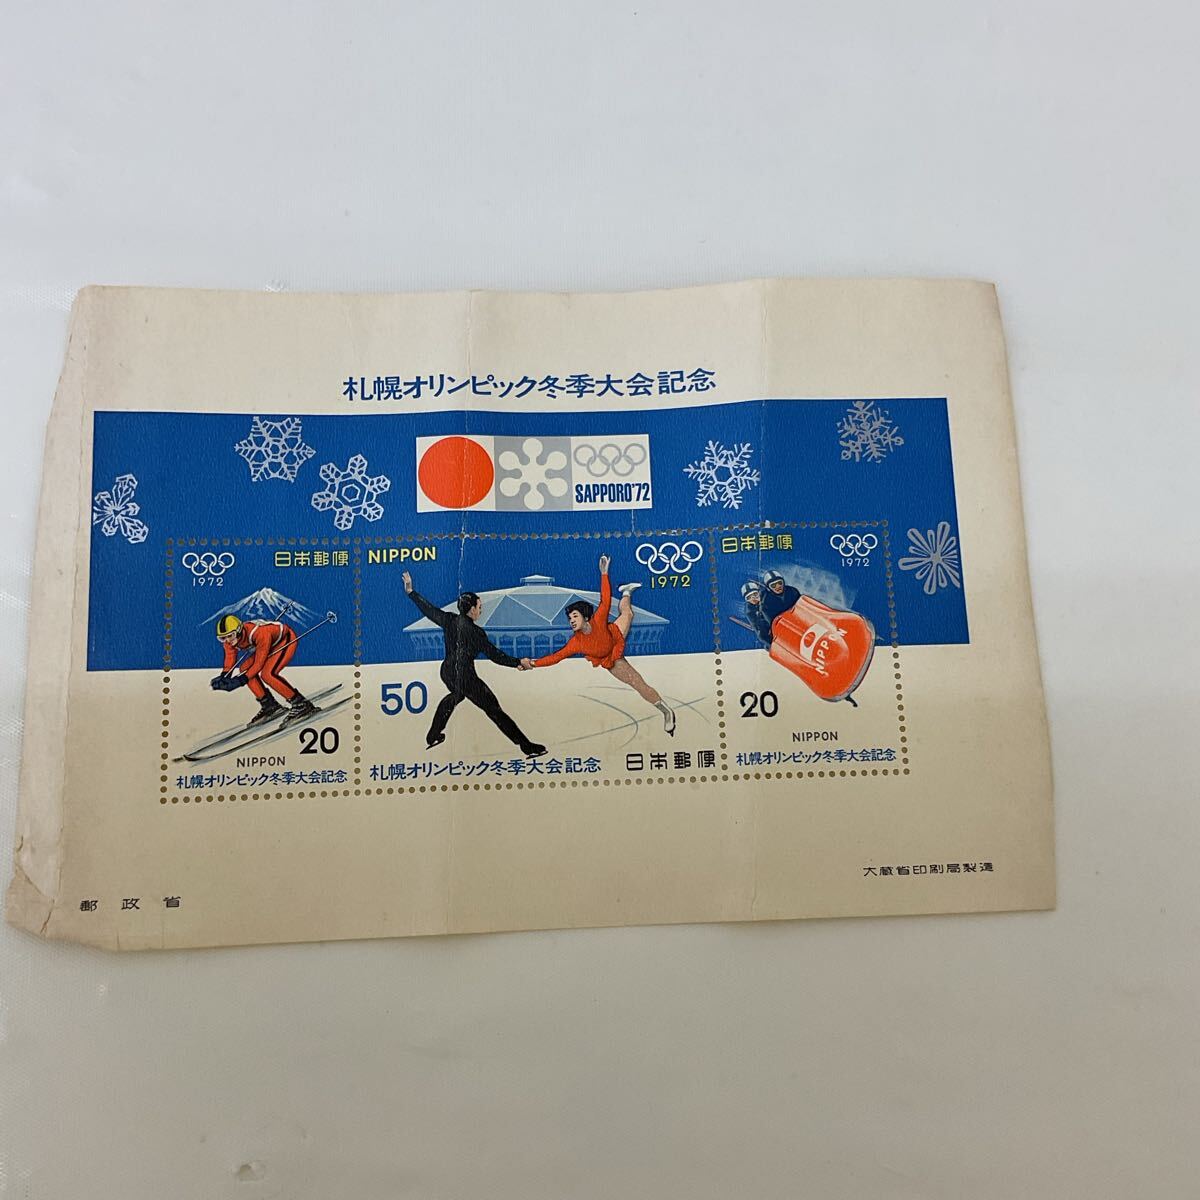 札幌オリンピック冬季大会記念
SAPPORO'72
1972
日本郵便
20
NIPPON
札幌オリンピック冬季大会記念
NIPPON
1972
50
日本郵便
札幌オリンピック冬季大会記念
日本郵便
1972
NIPPON
20
NIPPON
札幌オリンピック冬季大会記念
大蔵省印刷局製造
郵政省